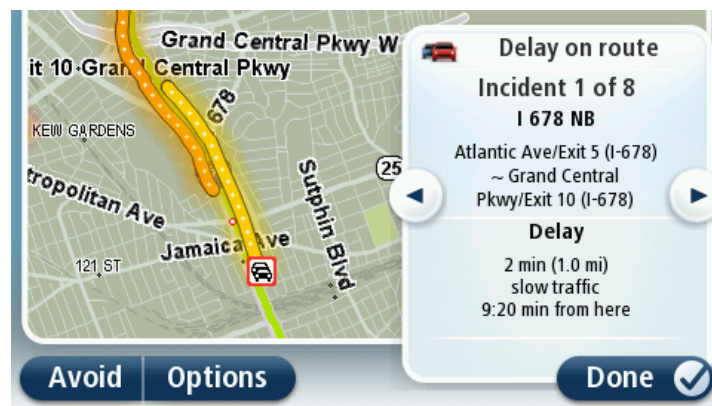 Grand Central Pkwy W
it 10 Grand Central Pkwy
678
KEW GARDENS
25
tropolitan Ave
Sutphin Blvd
Jamaica Ave
121 ST
Delay on route
Incident 1 of 8
I 678 NB
Atlantic Ave/Exit 5 (I-678)
~ Grand Central
Pkwy/Exit 10 (I-678)
Delay
2 min (1.0 mi)
slow traffic
9:20 min from here
Avoid
Options
Done